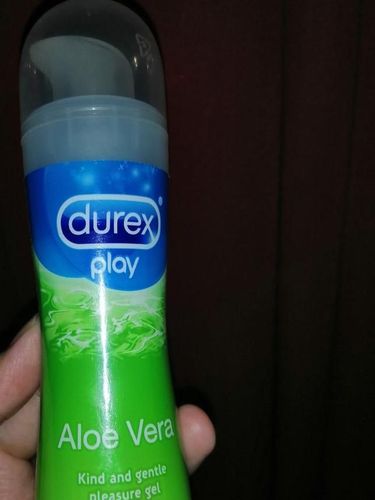 durex
play
Aloe Vera
Kind and gentle
pleasure gel